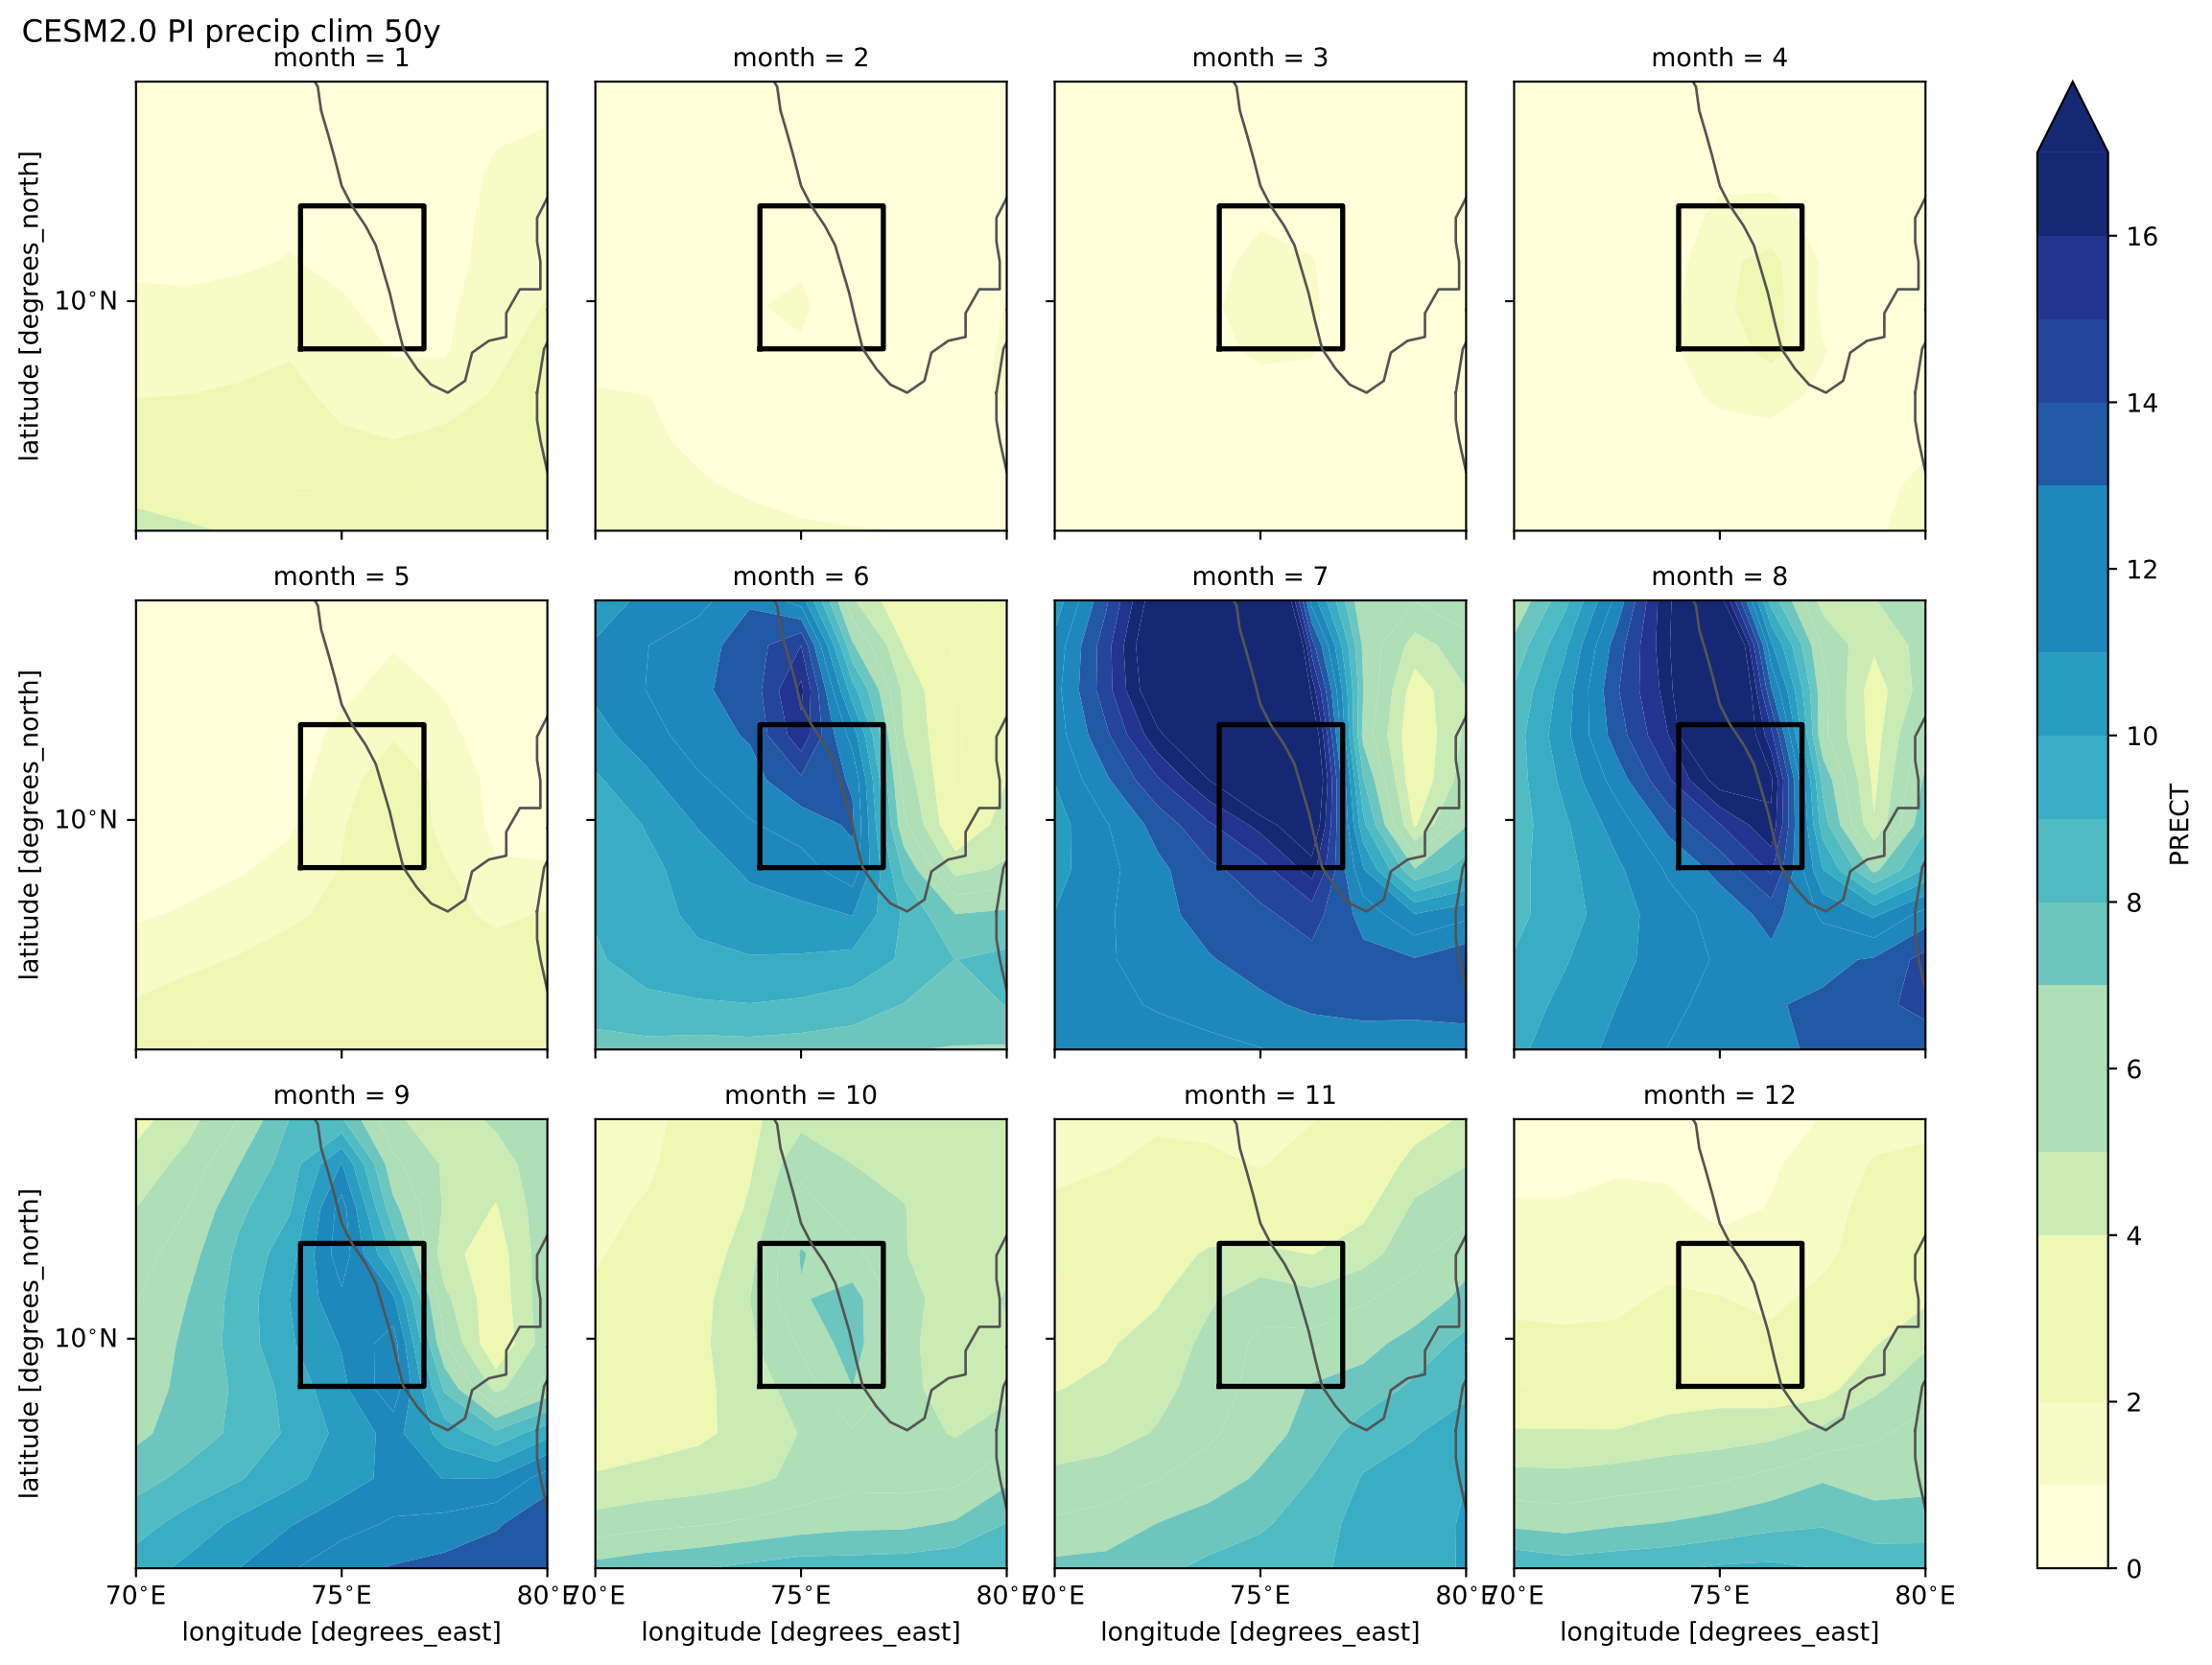 CESM2.0 PI precip clim 50y
month = 1
month = 2
month = 3
month = 4
latitude [degrees_north]
10°N
month = 5
month = 6
month = 7
month = 8
latitude [degrees_north]
10°N
month = 9
month = 10
month = 11
month = 12
latitude [degrees_north]
10°N
70°E
75°E
80°E
70°E
75°E
80°E
70°E
75°E
80°E
70°E
75°E
80°E
longitude [degrees_east]
longitude [degrees_east]
longitude [degrees_east]
longitude [degrees_east]
16
14
12
10
8
6
4
2
0
PRECT